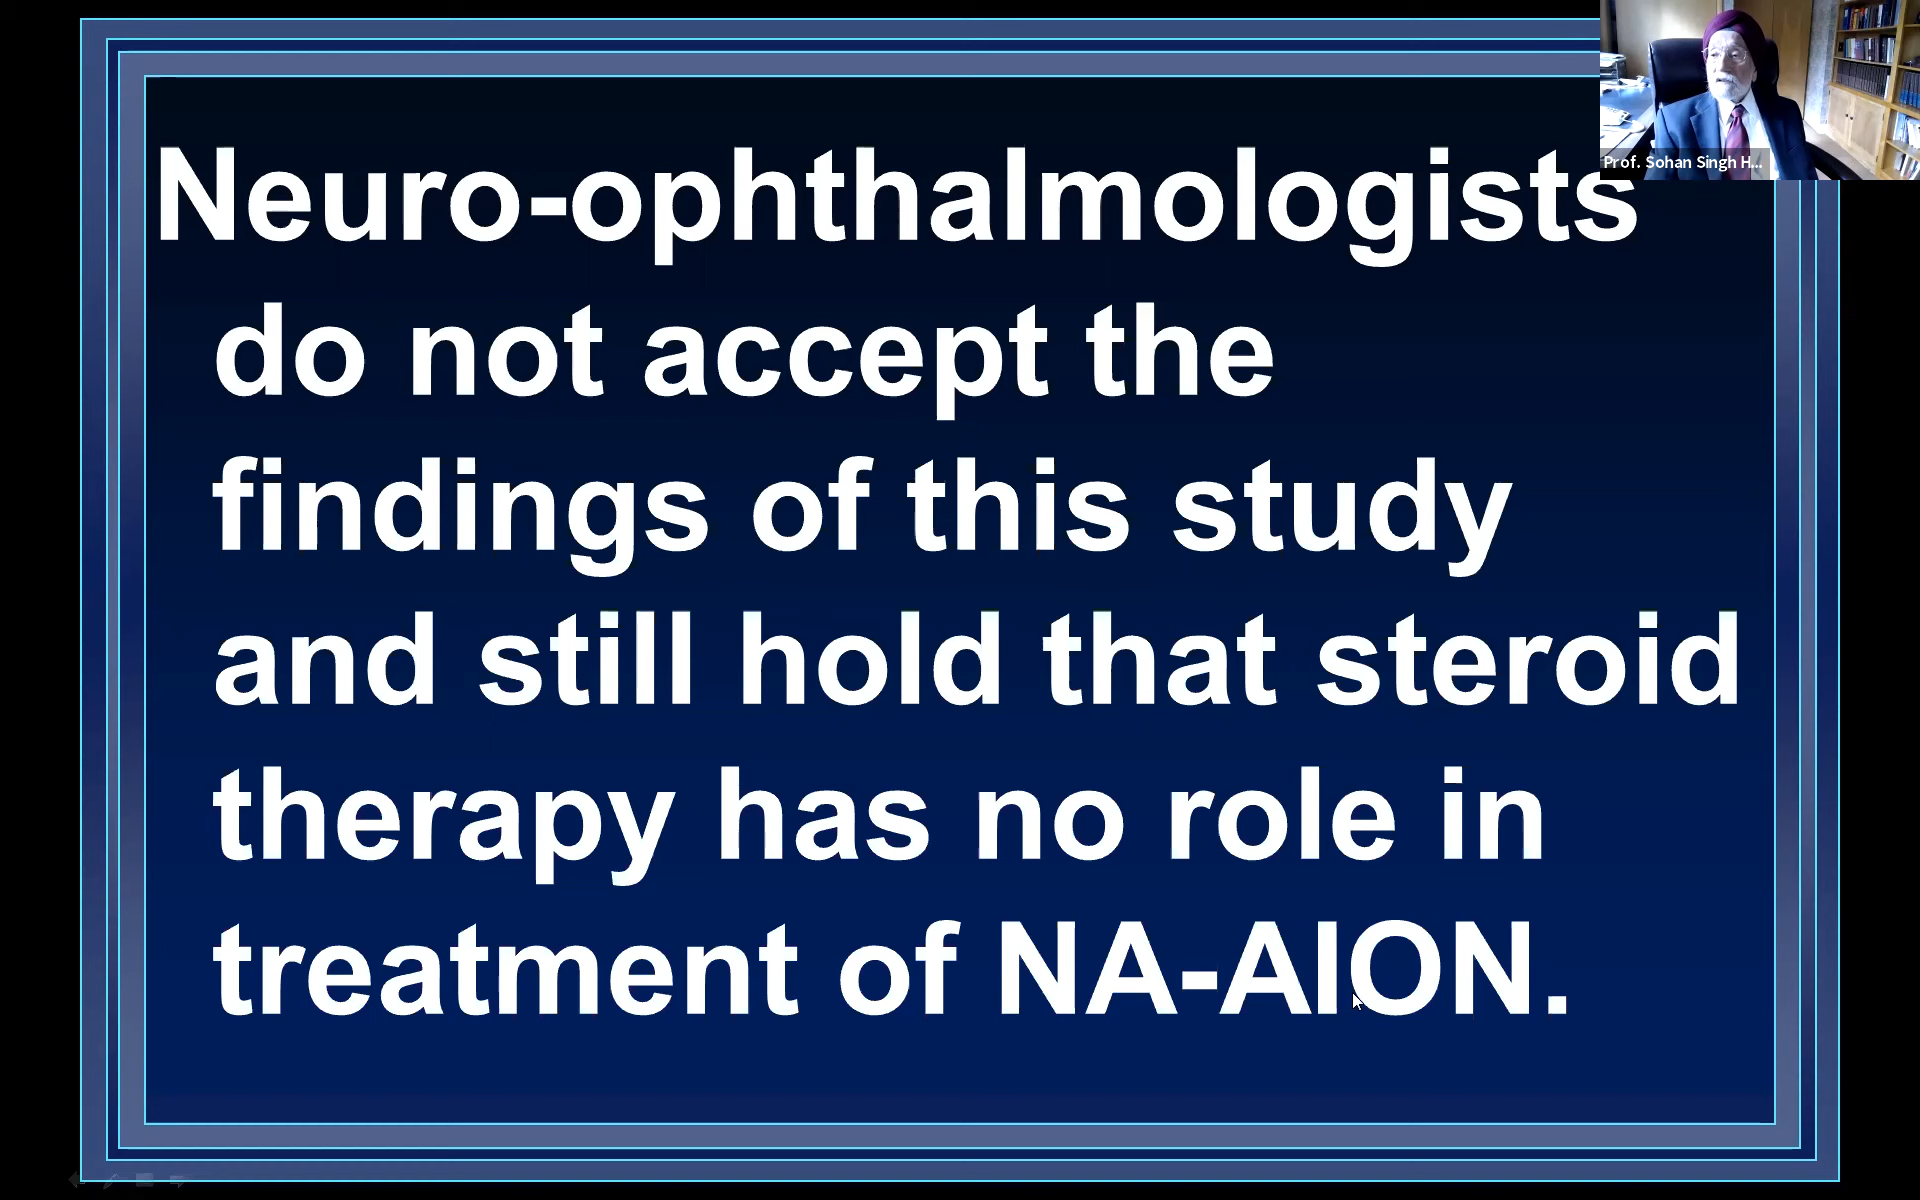 Prof. Sohan Singh H...
Neuro-ophthalmologists
do not accept the
findings of this study
and still hold that steroid
therapy has no role in
treatment of NA-AION.